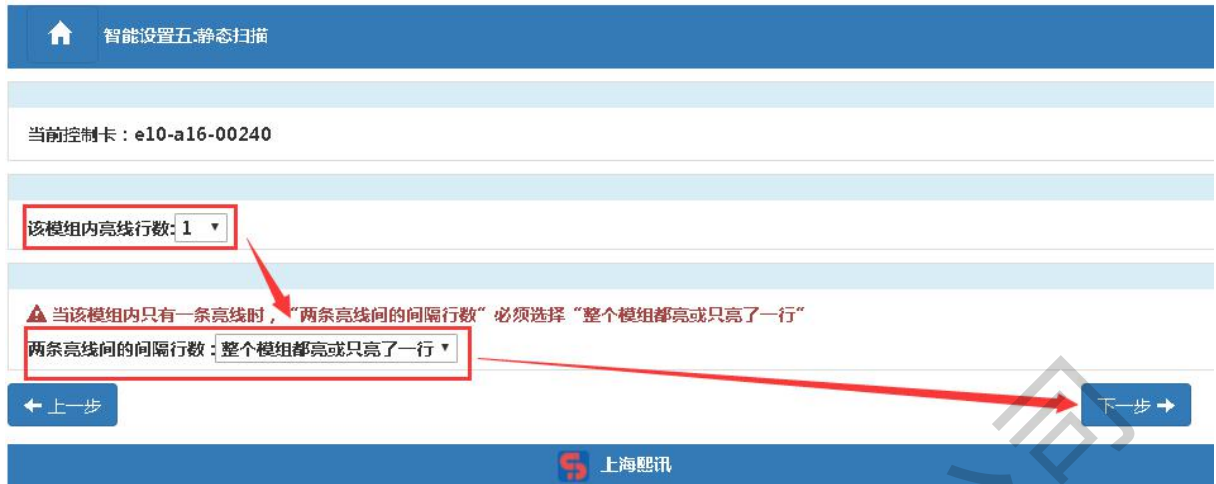 智能设置五:静态扫描
当前控制卡：e10-a16-00240
该模组内亮线行数: 1
当该模组内只有一条亮线时，“两条亮线间的间隔行数”必须选择“整个模组都亮或只亮了一行”
两条亮线间的间隔行数：整个模组都亮或只亮了一行
上一步
下一步
上海熙讯
司